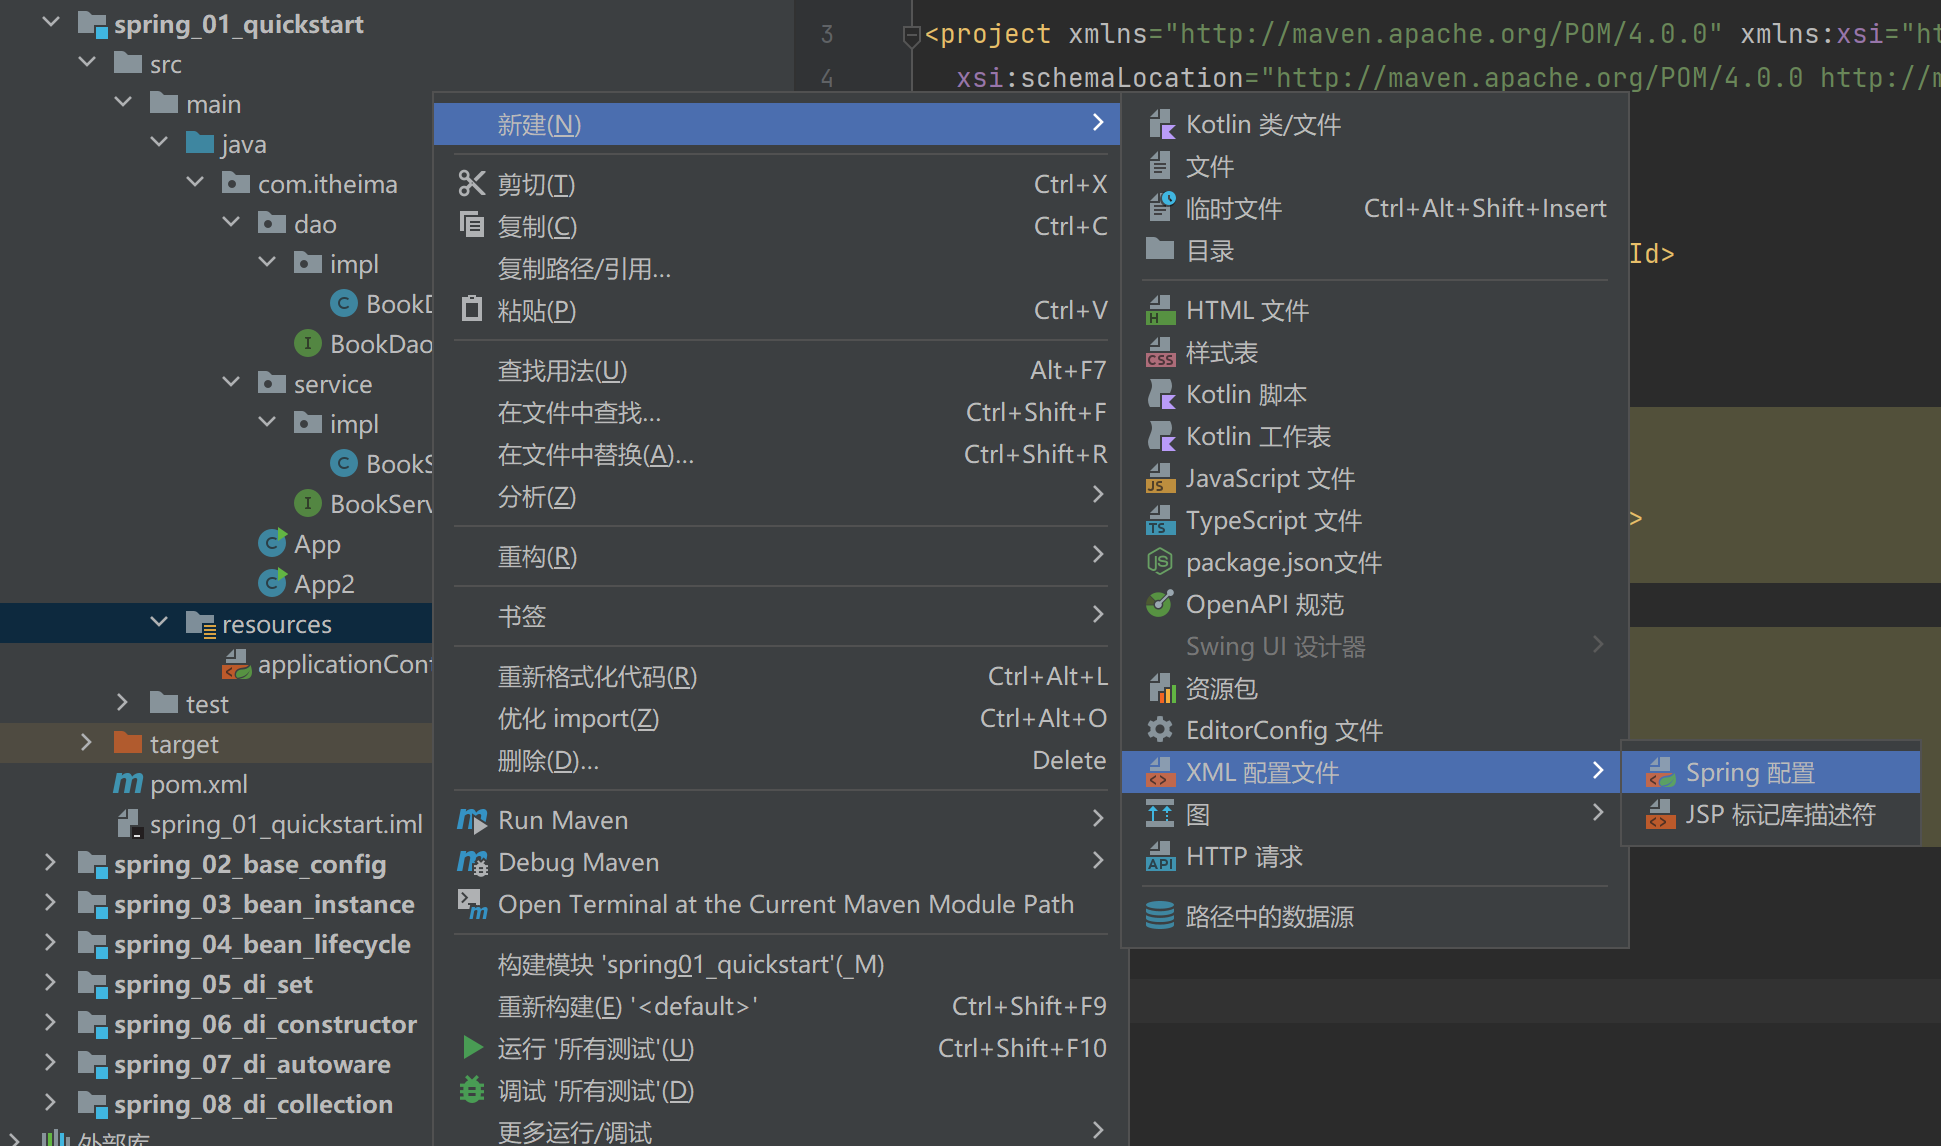 spring_01_quickstart
src
main
java
com.itheima
dao
impl
BookD
BookDao
service
impl
BookS
BookServ
App
App2
resources
applicationCont
test
target
pom.xml
spring_01_quickstart.iml
spring_02_base_config
spring_03_bean_instance
spring_04_bean_lifecycle
spring_05_di_set
spring_06_di_constructor
spring_07_di_autoware
spring_08_di_collection
外部库
3 <project xmlns="http://maven.apache.org/POM/4.0.0" xmlns:xsi="ht
4 xsi:schemaLocation="http://maven.apache.org/POM/4.0.0 http://m
Id>
>
新建(N)
剪切(T) Ctrl+X
复制(C) Ctrl+C
复制路径/引用...
粘贴(P) Ctrl+V
查找用法(U) Alt+F7
在文件中查找... Ctrl+Shift+F
在文件中替换(A)... Ctrl+Shift+R
分析(Z)
重构(R)
书签
重新格式化代码(R) Ctrl+Alt+L
优化 import(Z) Ctrl+Alt+O
删除(D)... Delete
Run Maven
Debug Maven
Open Terminal at the Current Maven Module Path
构建模块 'spring01_quickstart'(_M)
重新构建(E) '<default>' Ctrl+Shift+F9
运行 '所有测试'(U) Ctrl+Shift+F10
调试 '所有测试'(D)
更多运行/调试
Kotlin 类/文件
文件
临时文件 Ctrl+Alt+Shift+Insert
目录
HTML 文件
样式表
Kotlin 脚本
Kotlin 工作表
JavaScript 文件
TypeScript 文件
package.json文件
OpenAPI 规范
Swing UI 设计器
资源包
EditorConfig 文件
XML 配置文件
图
HTTP 请求
路径中的数据源
Spring 配置
JSP 标记库描述符